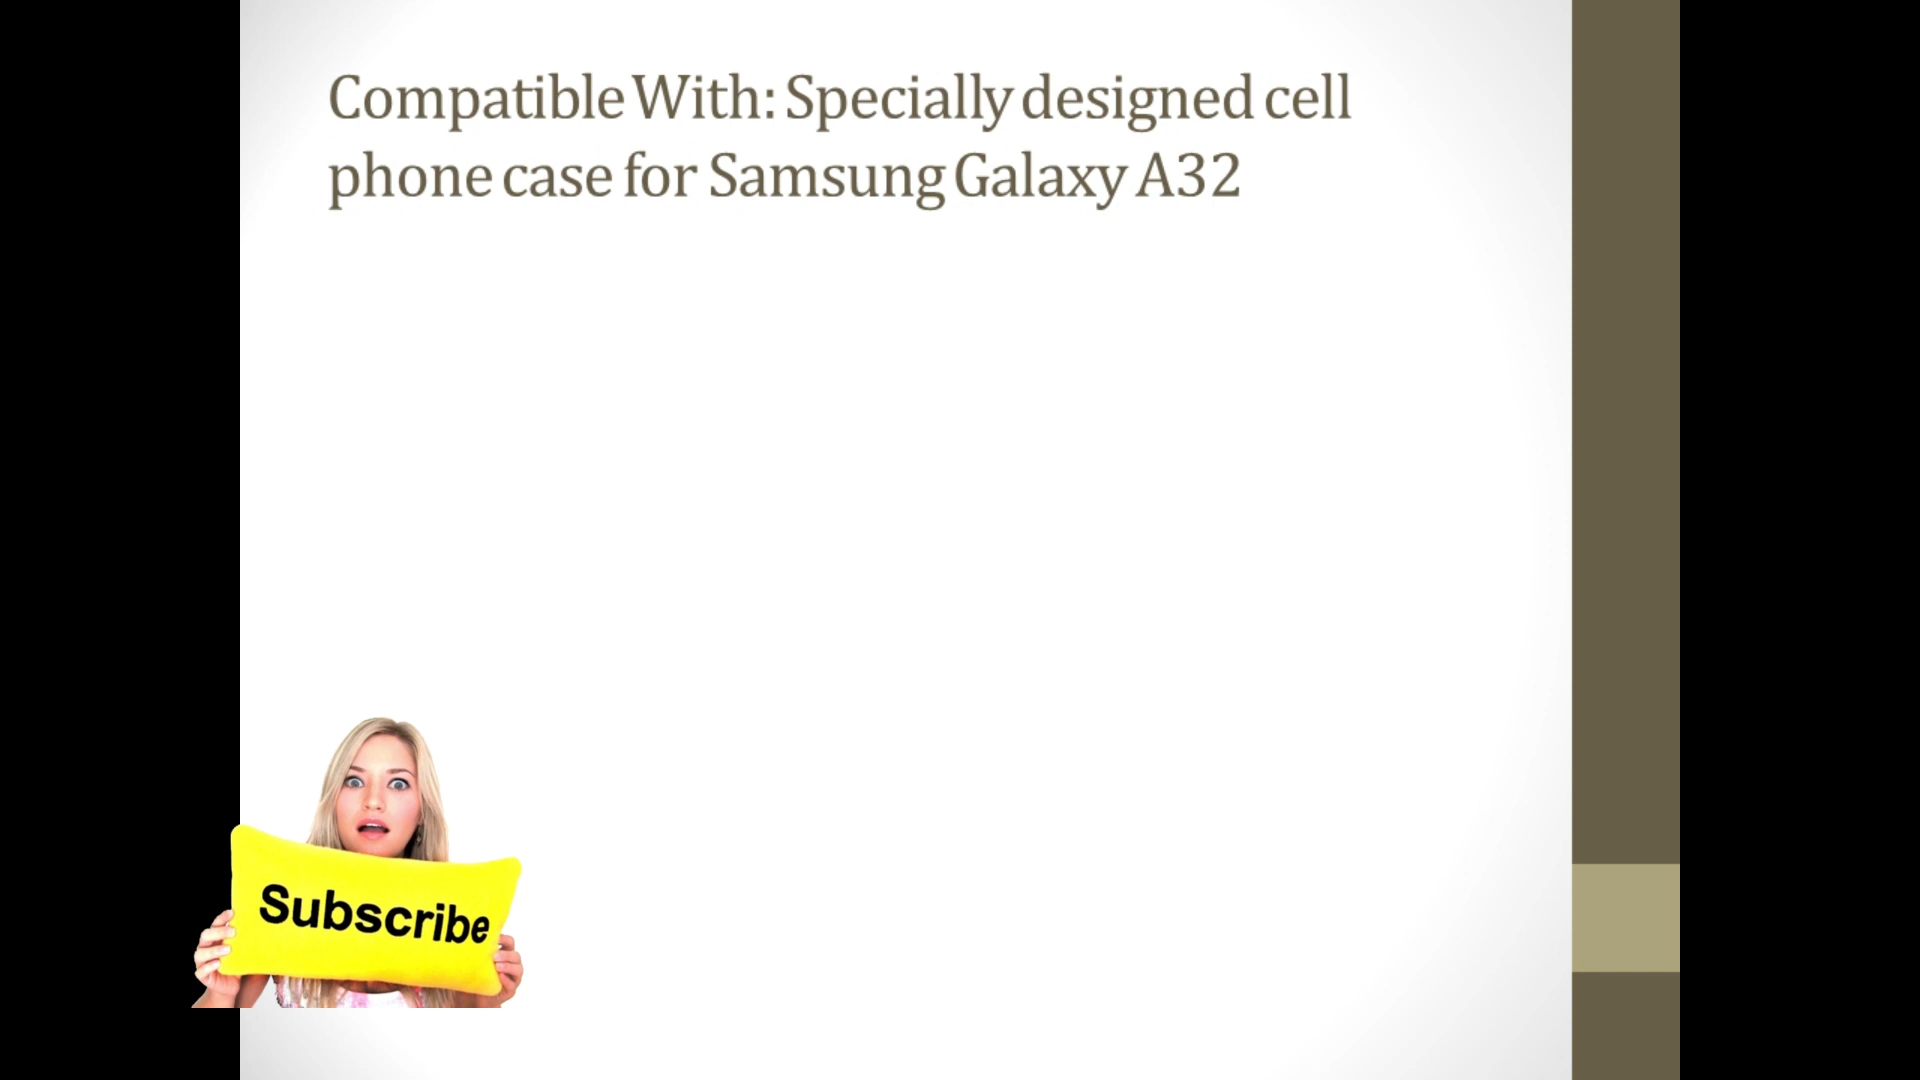 Compatible With: Specially designed cell
phone case for Samsung Galaxy A32
Subscribe